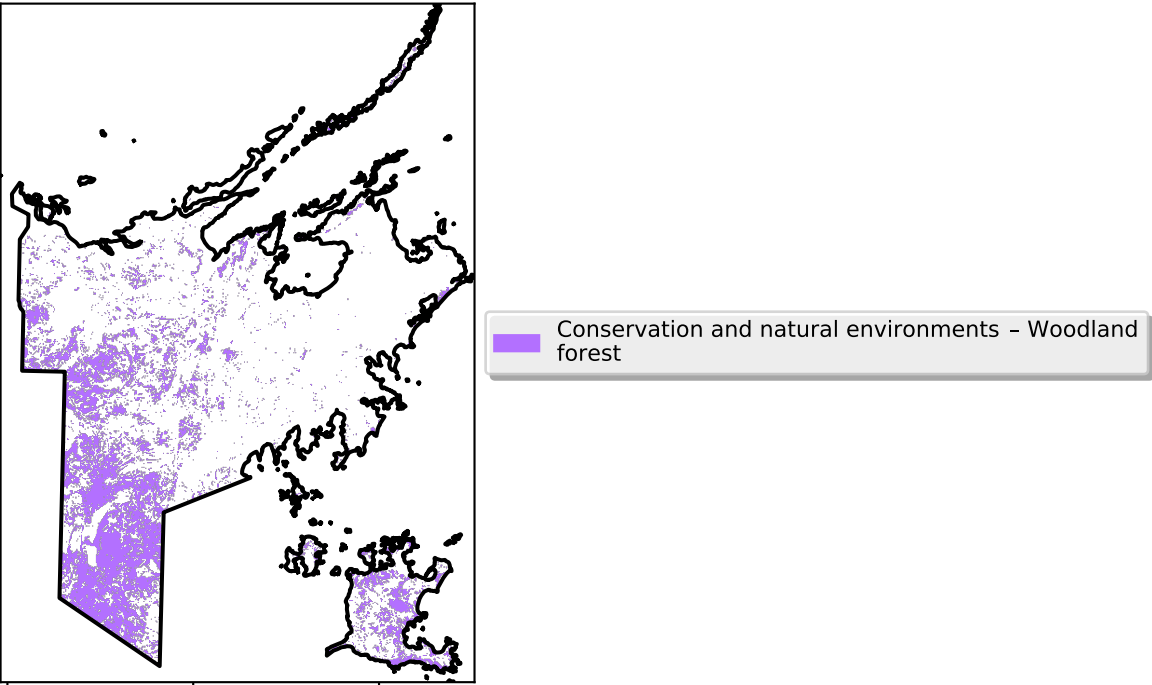 Conservation and natural environments – Woodland
forest